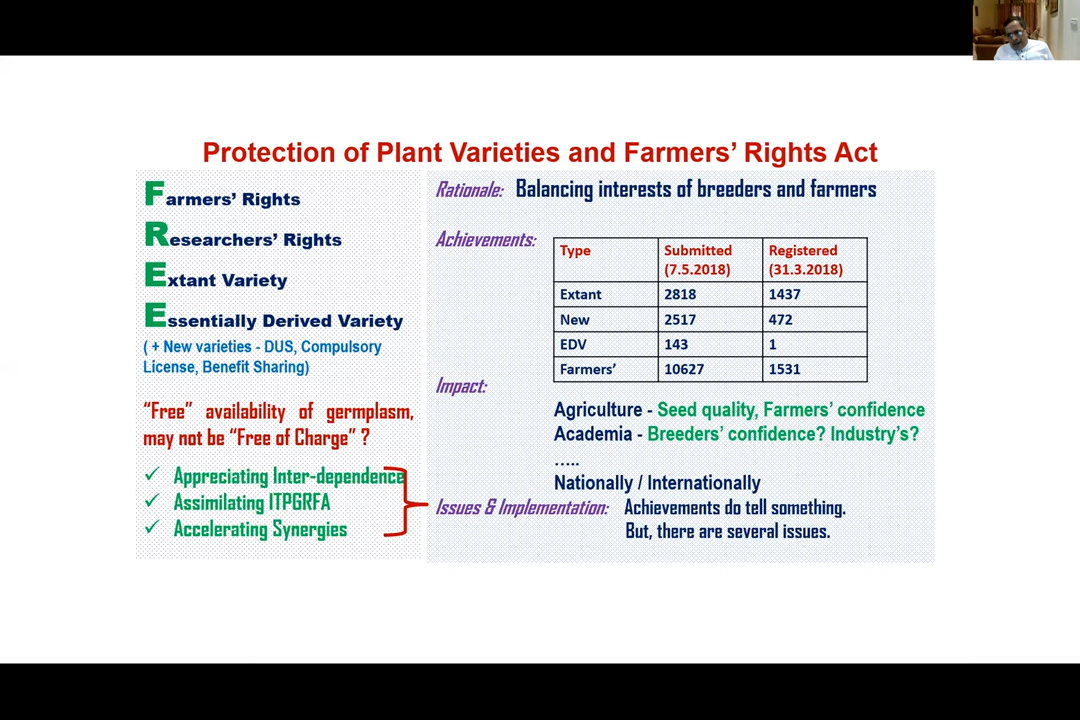 Protection of Plant Varieties and Farmers' Rights Act
Farmers' Rights
Researchers' Rights
Extant Variety
Essentially Derived Variety
( + New varieties - DUS, Compulsory
License, Benefit Sharing)
“Free” availability of germplasm,
may not be “Free of Charge” ?
✓ Appreciating Inter-dependence
✓ Assimilating ITPGRFA
✓ Accelerating Synergies
Rationale: Balancing interests of breeders and farmers
Achievements:
Type Submitted Registered
(7.5.2018) (31.3.2018)
Extant 2818 1437
New 2517 472
EDV 143 1
Farmers' 10627 1531
Impact:
Agriculture - Seed quality, Farmers' confidence
Academia - Breeders' confidence? Industry's?
.....
Nationally / Internationally
Issues & Implementation: Achievements do tell something.
But, there are several issues.